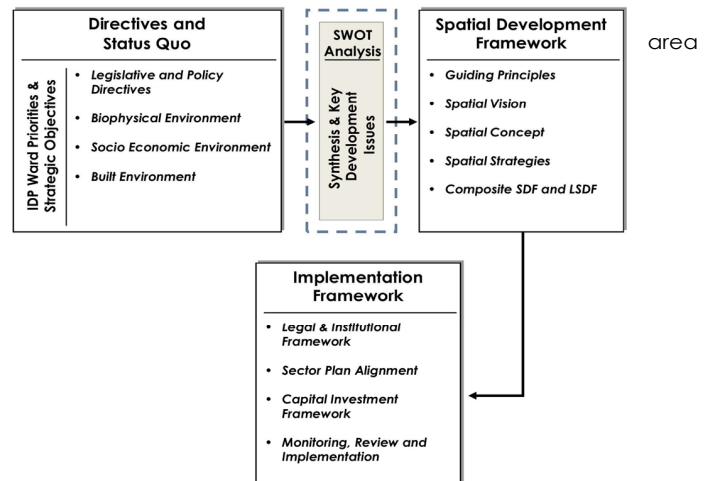 Directives and
Status Quo
IDP Ward Priorities &
Strategic Objectives
• Legislative and Policy
Directives
• Biophysical Environment
• Socio Economic Environment
• Built Environment
SWOT
Analysis
Synthesis & Key
Development
Issues
Spatial Development
Framework
• Guiding Principles
• Spatial Vision
• Spatial Concept
• Spatial Strategies
• Composite SDF and LSDF
area
Implementation
Framework
• Legal & Institutional
Framework
• Sector Plan Alignment
• Capital Investment
Framework
• Monitoring, Review and
Implementation